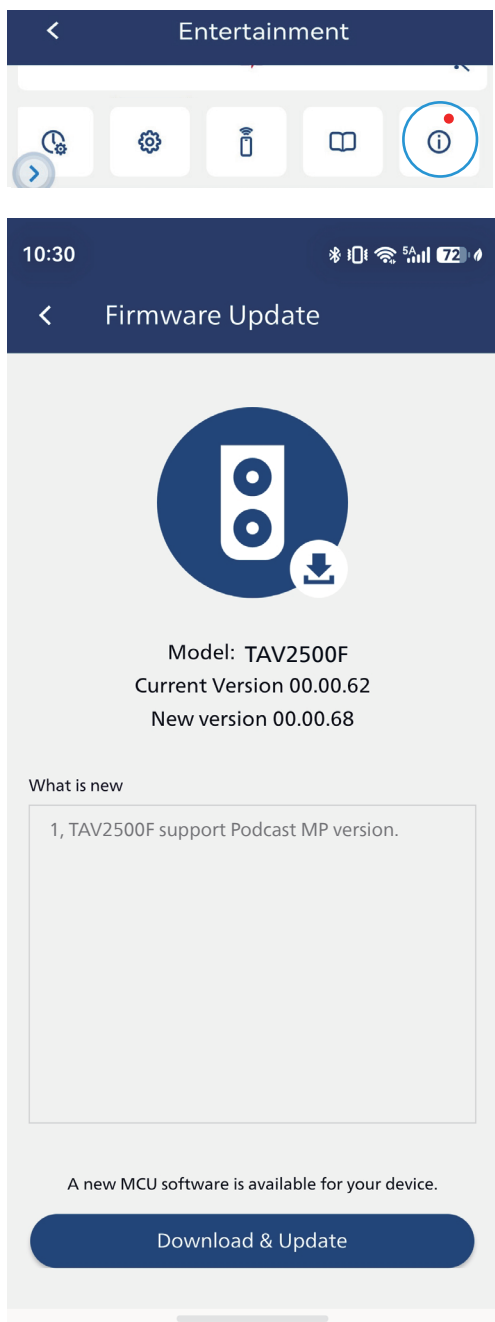 Entertainment
10:30
5A
72
Firmware Update
Model: TAV2500F
Current Version 00.00.62
New version 00.00.68
What is new
1, TAV2500F support Podcast MP version.
A new MCU software is available for your device.
Download & Update